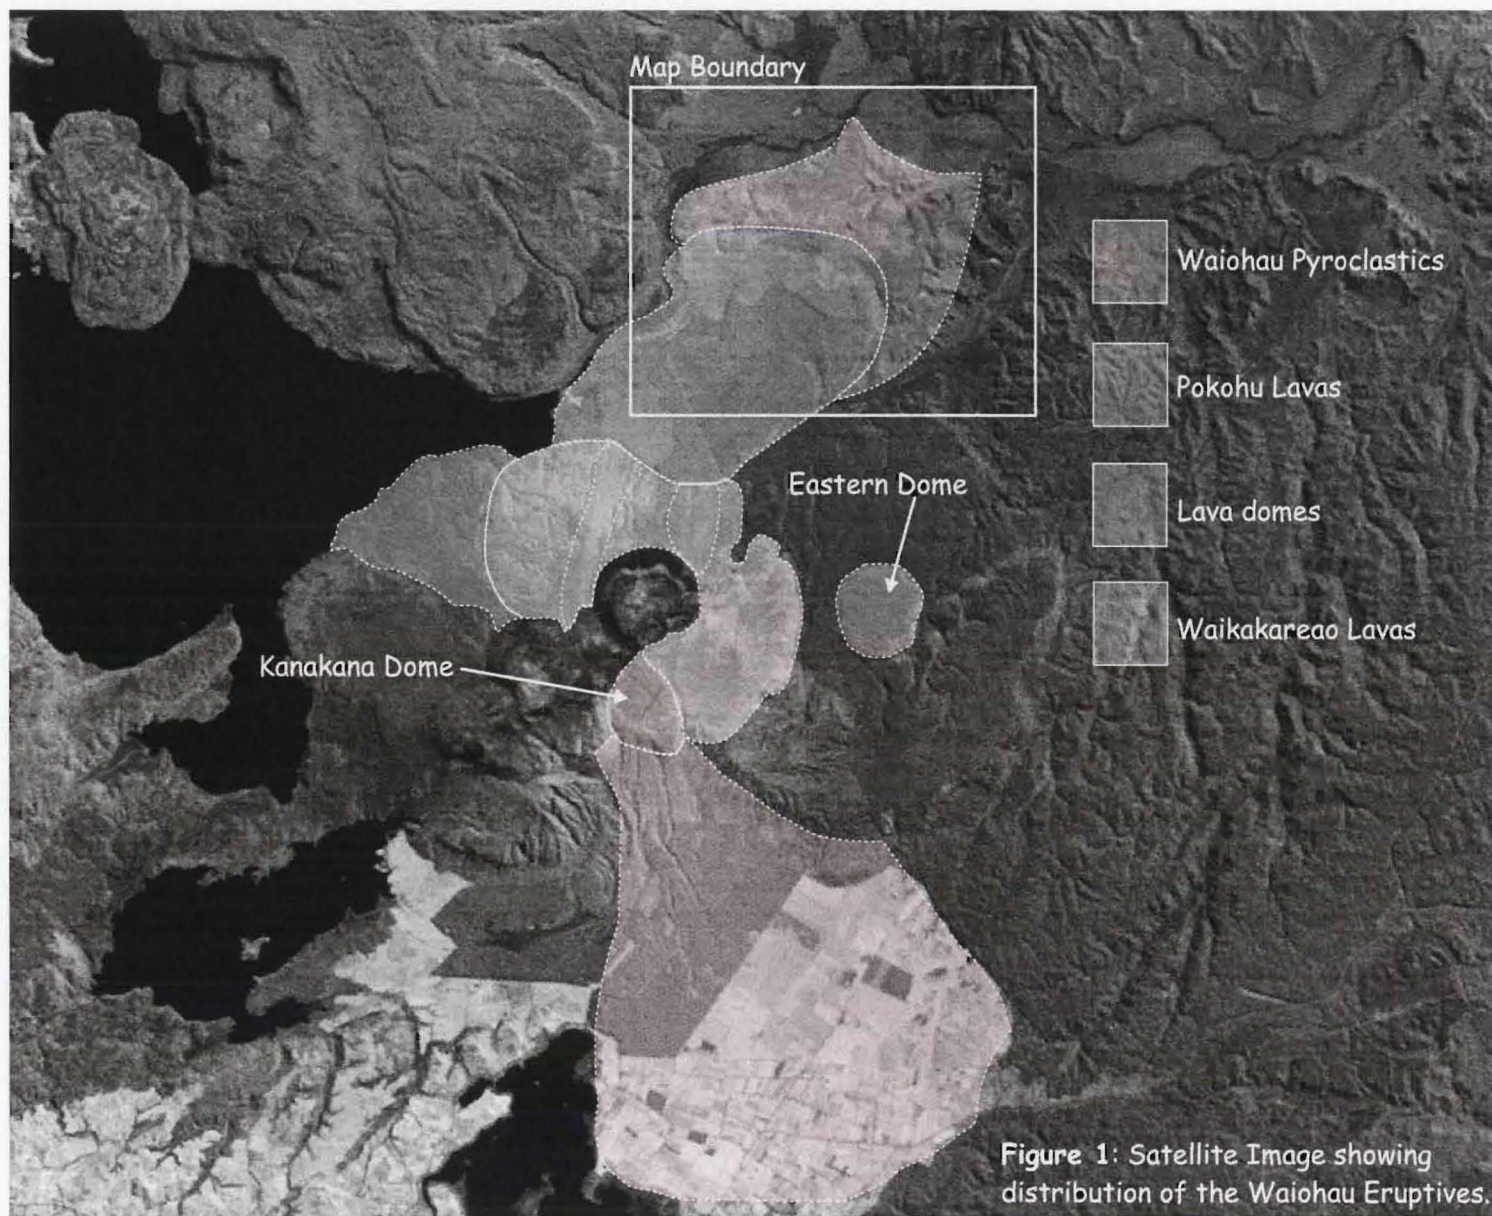 Map Boundary
Waiohau Pyroclastics
Pokohu Lavas
Eastern Dome
Lava domes
Waikakareao Lavas
Kanakana Dome
Figure 1: Satellite Image showing
distribution of the Waiohau Eruptives.